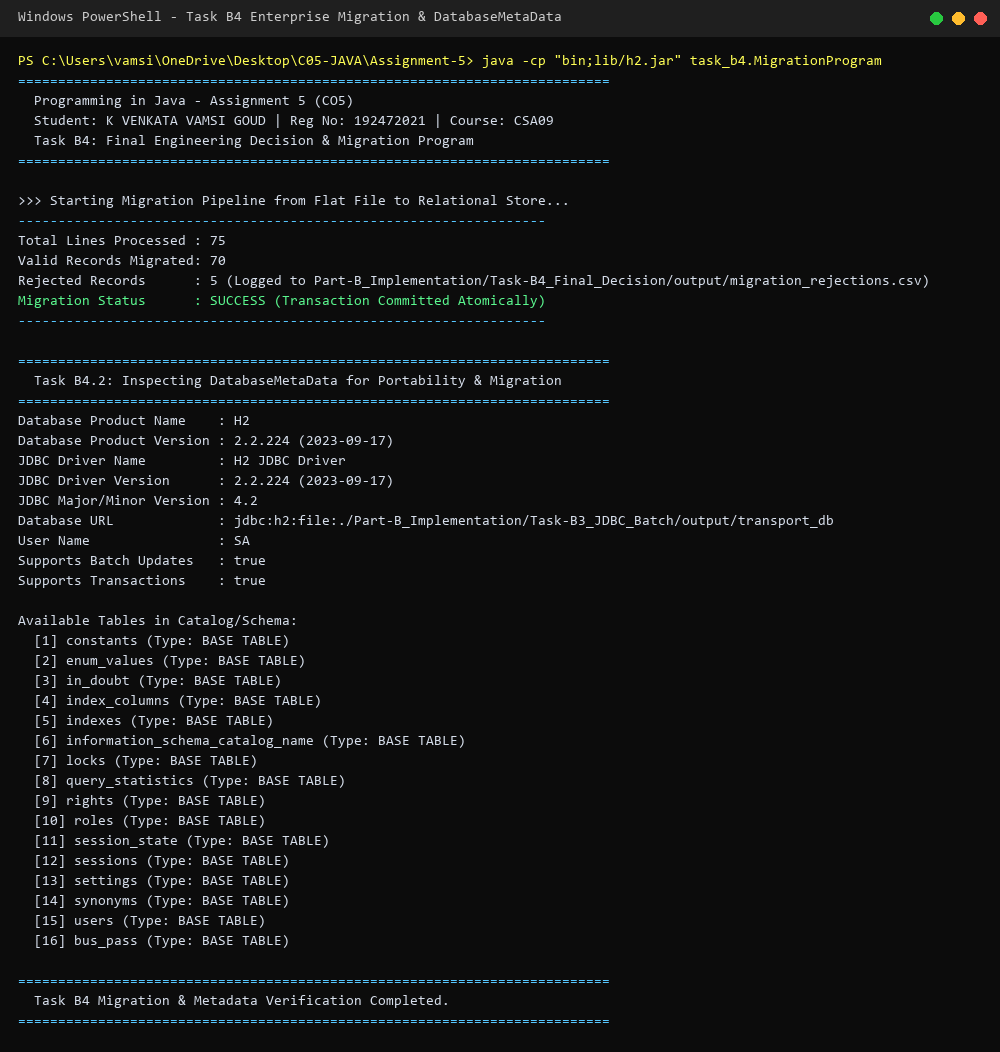 Windows PowerShell - Task B4 Enterprise Migration & DatabaseMetaData
PS C:\Users\vamsi\OneDrive\Desktop\C05-JAVA\Assignment-5> java -cp "bin;lib/h2.jar" task_b4.MigrationProgram
==========================================================================
Programming in Java - Assignment 5 (CO5)
Student: K VENKATA VAMSI GOUD | Reg No: 192472021 | Course: CSA09
Task B4: Final Engineering Decision & Migration Program
==========================================================================
>>> Starting Migration Pipeline from Flat File to Relational Store...
------------------------------------------------------------------
Total Lines Processed : 75
Valid Records Migrated: 70
Rejected Records      : 5 (Logged to Part-B_Implementation/Task-B4_Final_Decision/output/migration_rejections.csv)
Migration Status      : SUCCESS (Transaction Committed Atomically)
------------------------------------------------------------------
==========================================================================
Task B4.2: Inspecting DatabaseMetaData for Portability & Migration
==========================================================================
Database Product Name    : H2
Database Product Version : 2.2.224 (2023-09-17)
JDBC Driver Name         : H2 JDBC Driver
JDBC Driver Version      : 2.2.224 (2023-09-17)
JDBC Major/Minor Version : 4.2
Database URL             : jdbc:h2:file:./Part-B_Implementation/Task-B3_JDBC_Batch/output/transport_db
User Name                : SA
Supports Batch Updates   : true
Supports Transactions    : true
Available Tables in Catalog/Schema:
[1] constants (Type: BASE TABLE)
[2] enum_values (Type: BASE TABLE)
[3] in_doubt (Type: BASE TABLE)
[4] index_columns (Type: BASE TABLE)
[5] indexes (Type: BASE TABLE)
[6] information_schema_catalog_name (Type: BASE TABLE)
[7] locks (Type: BASE TABLE)
[8] query_statistics (Type: BASE TABLE)
[9] rights (Type: BASE TABLE)
[10] roles (Type: BASE TABLE)
[11] session_state (Type: BASE TABLE)
[12] sessions (Type: BASE TABLE)
[13] settings (Type: BASE TABLE)
[14] synonyms (Type: BASE TABLE)
[15] users (Type: BASE TABLE)
[16] bus_pass (Type: BASE TABLE)
==========================================================================
Task B4 Migration & Metadata Verification Completed.
==========================================================================